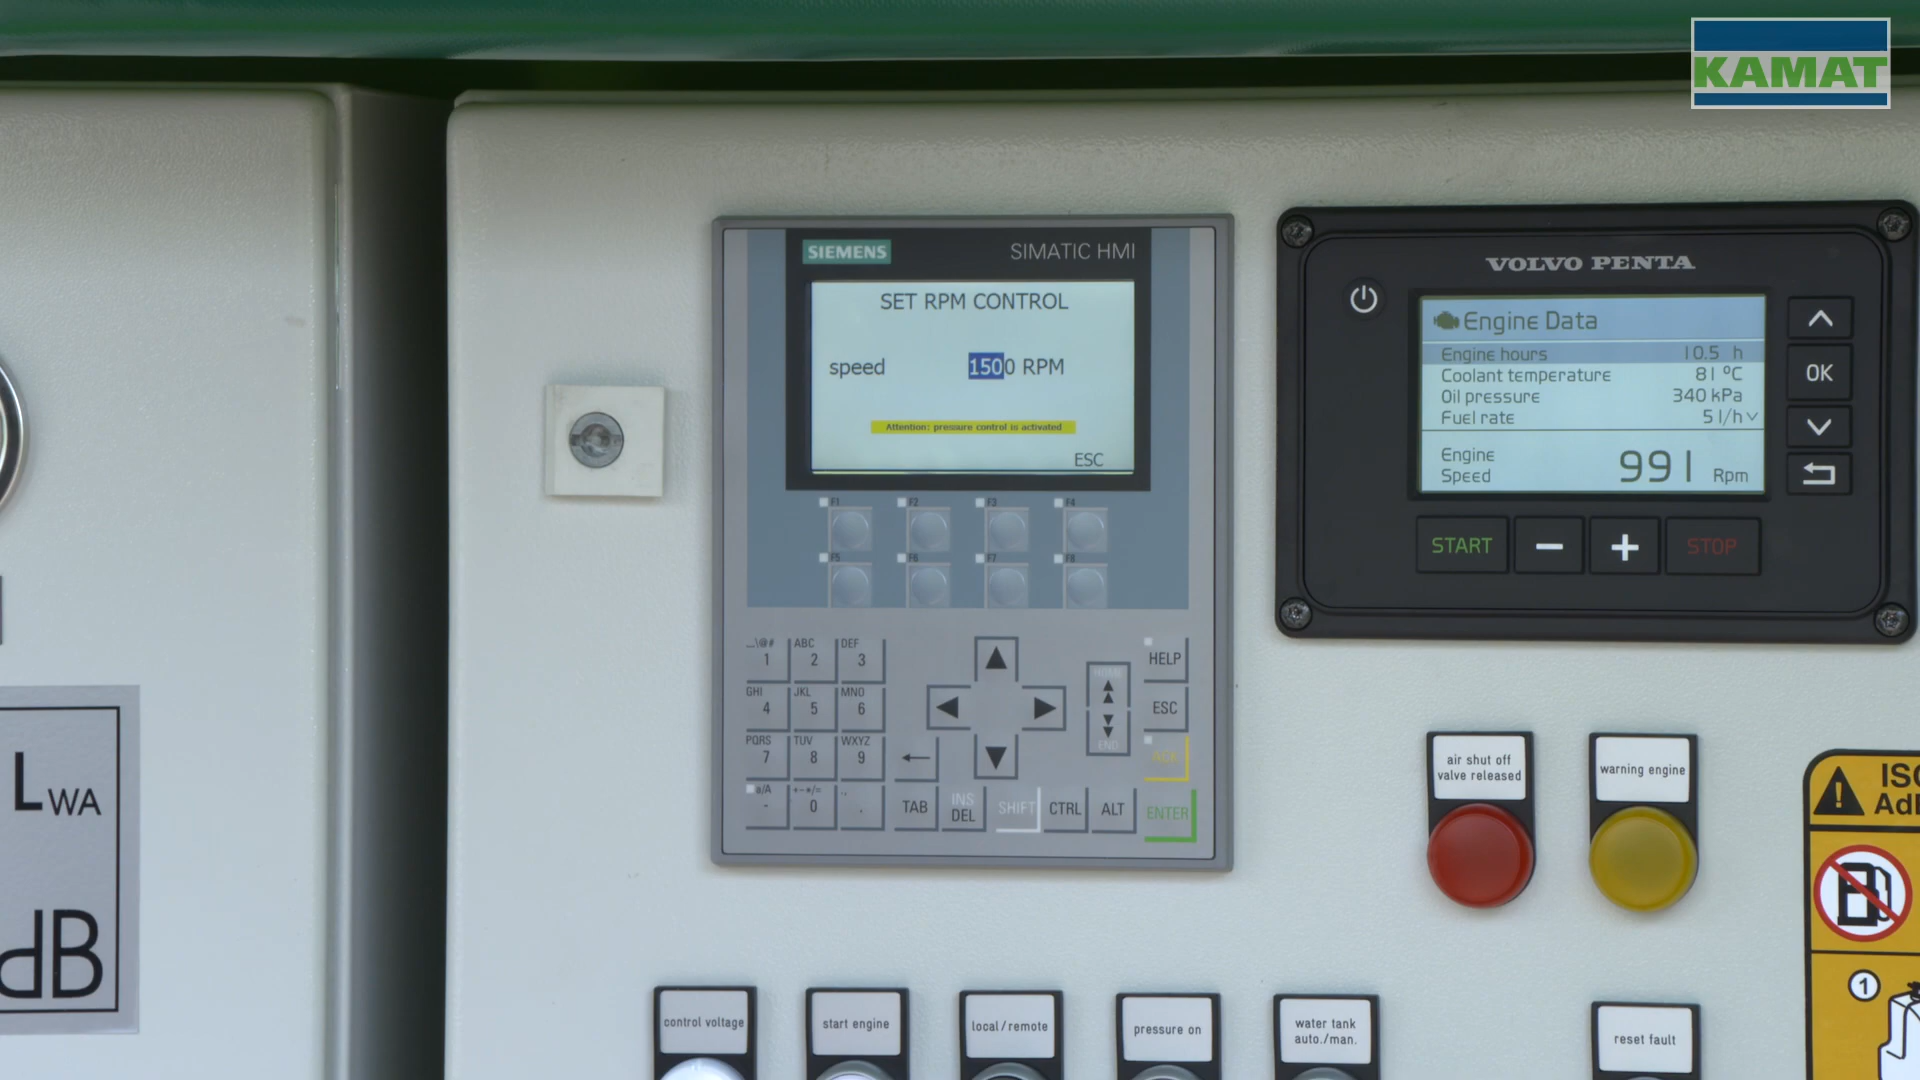 KAMAT
SIEMENS
SIMATIC HMI
SET RPM CONTROL
speed 1500 RPM
Attention: pressure control is activated
ESC
F1 F2 F3 F4
F5 F6 F7 F8
ABC DEF
1 2 3
HELP
GHI JKL MNO
4 5 6
ESC
HOME
END
PQRS TUV WXYZ
7 8 9
ACK
a/A +-*/= .,
- 0 .
TAB INS DEL SHIFT CTRL ALT ENTER
VOLVO PENTA
Engine Data
Engine hours 10.5 h
Coolant temperature 81 °C
Oil pressure 340 kPa
Fuel rate 5 l/h
Engine
Speed 991 Rpm
OK
START - + STOP
air shut off
valve released
warning engine
LWA
dB
control voltage
start engine
local/remote
pressure on
water tank
auto./man.
reset fault
1